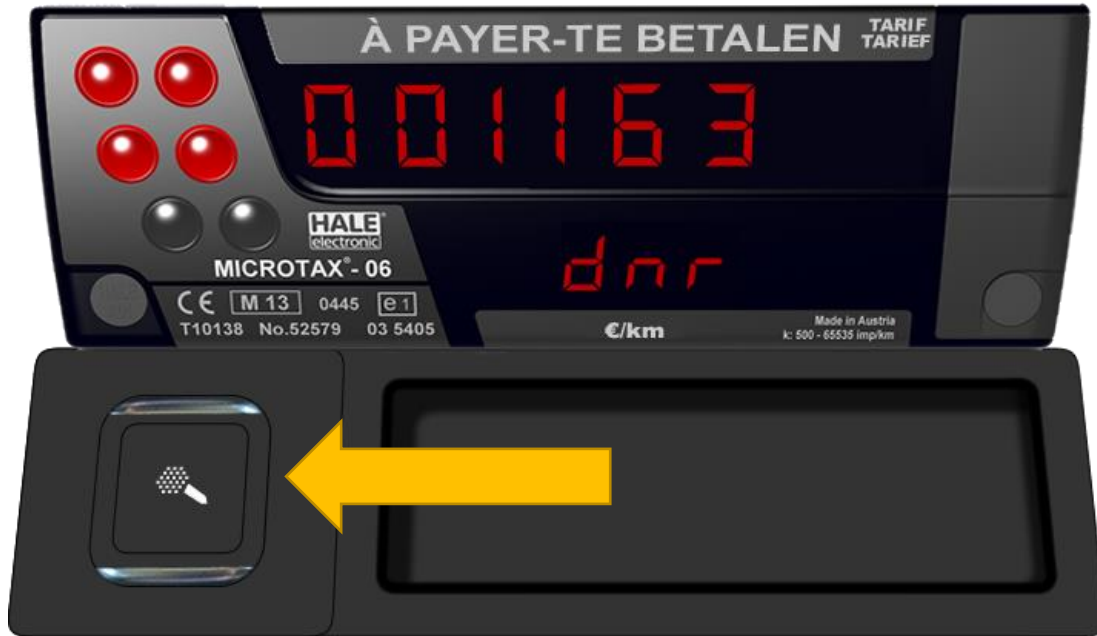 À PAYER-TE BETALEN
TARIF
TARIEF
001163
HALE
electronic
MICROTAX®- 06
dnr
CE M 13 0445 e 1
T10138 No.52579 03 5405
€/km
Made in Austria
k: 500 - 65535 imp/km